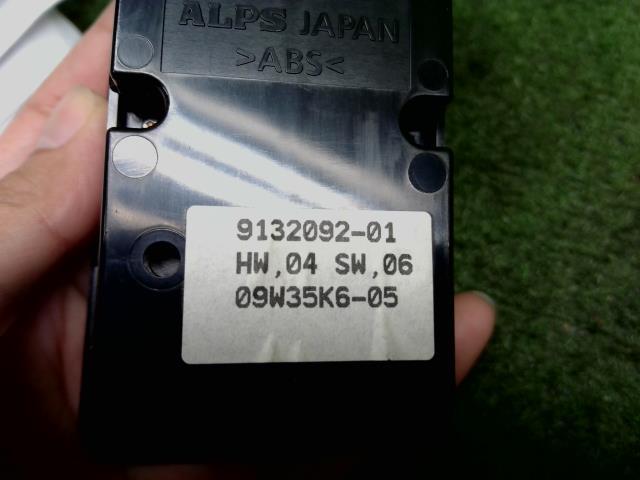 ALPS JAPAN
>ABS<
9132092-01
HW,04 SW,06
09W35K6-05